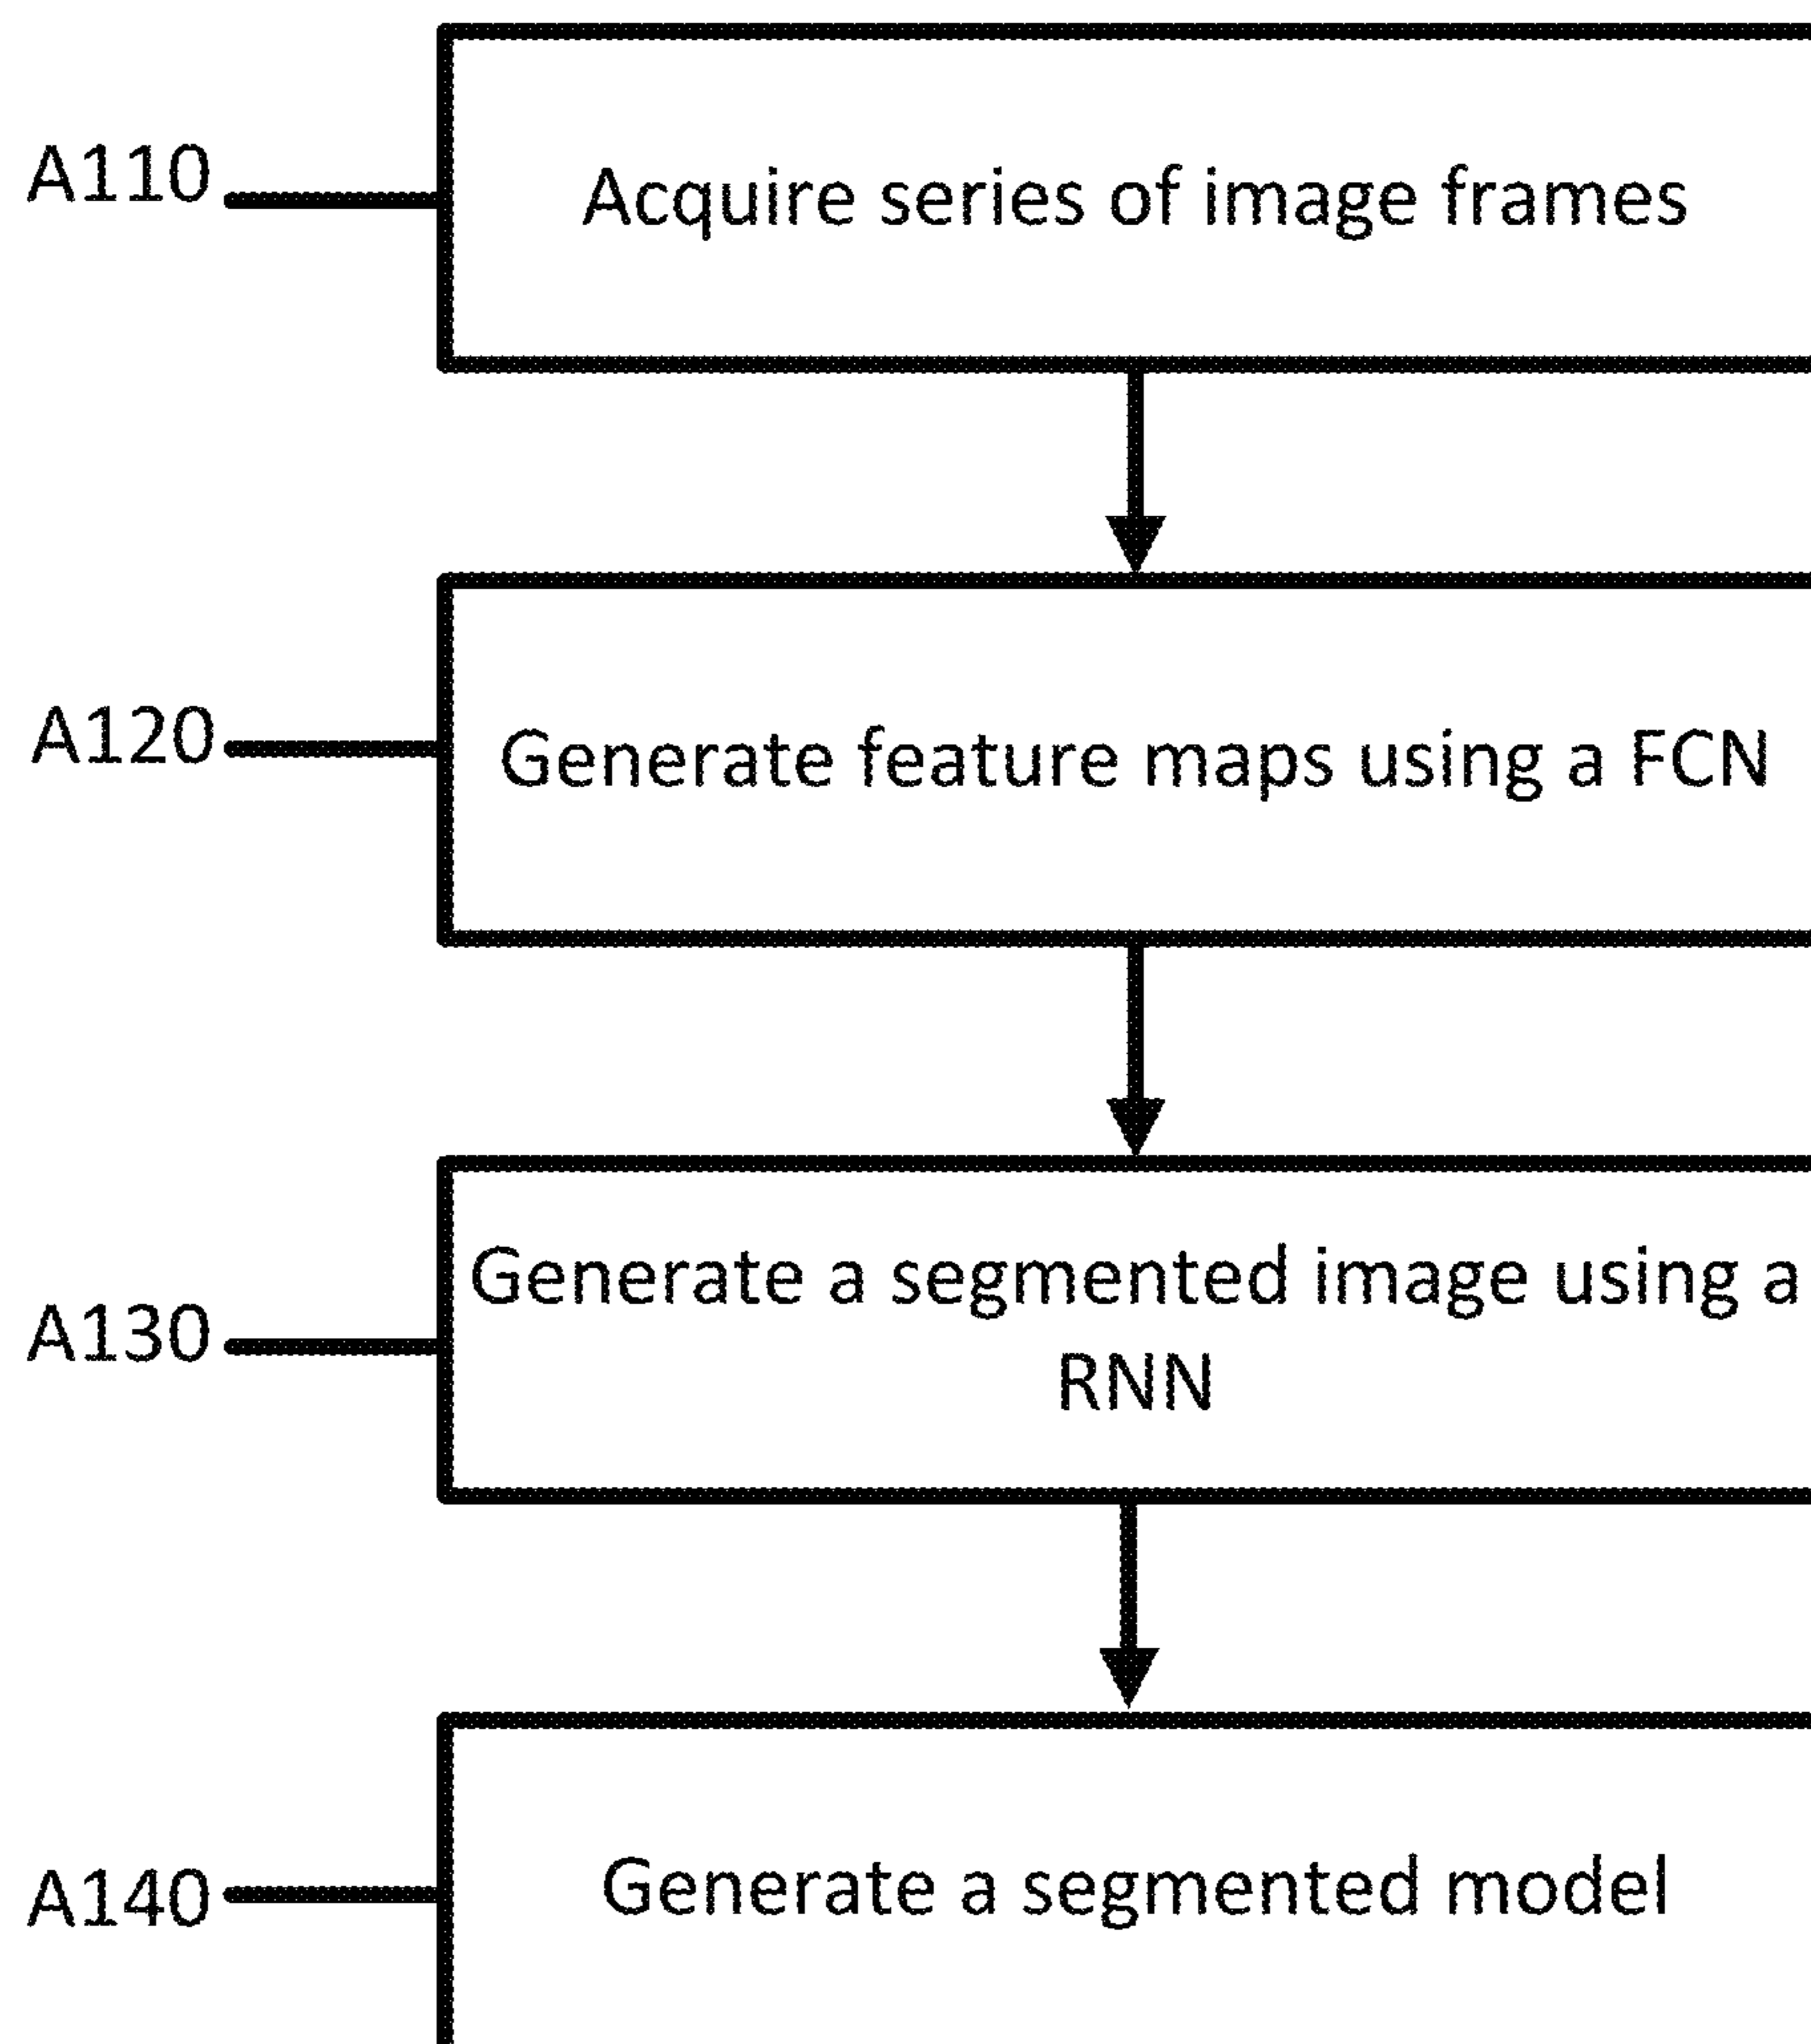 A110
Acquire series of image frames
A120
Generate feature maps using a FCN
A130
Generate a segmented image using a
RNN
A140
Generate a segmented model